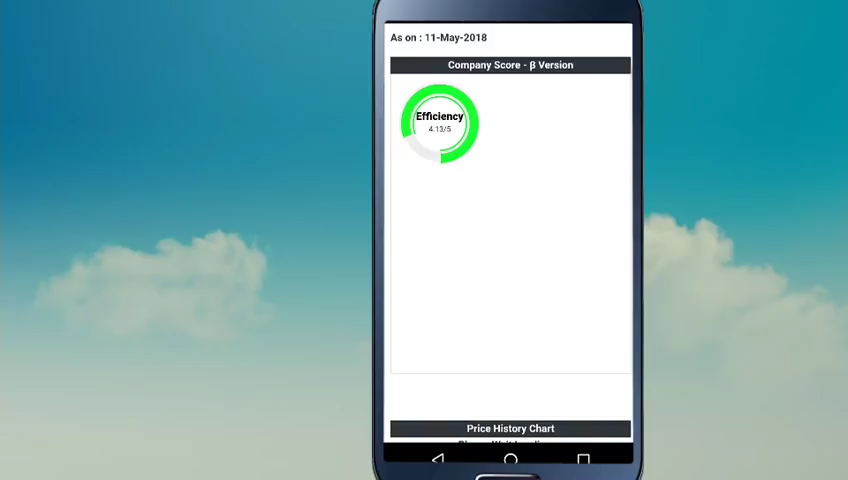 As on : 11-May-2018
Company Score - β Version
Efficiency
4.13/5
Price History Chart